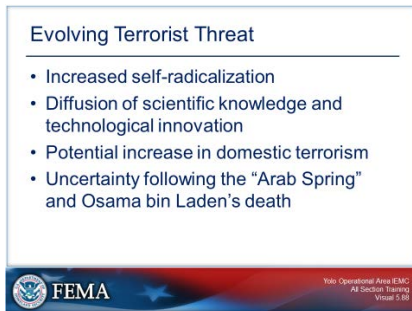 Evolving Terrorist Threat
• Increased self-radicalization
• Diffusion of scientific knowledge and
technological innovation
• Potential increase in domestic terrorism
• Uncertainty following the “Arab Spring”
and Osama bin Laden’s death
FEMA
Yolo Operational Area IEMC
All Section Training
Visual 5.88